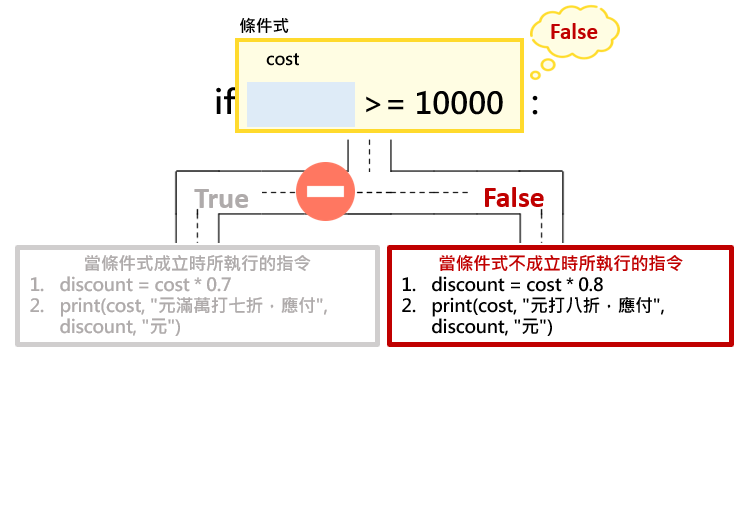 條件式
False
cost
if >= 10000 :
True
False
當條件式成立時所執行的指令
1. discount = cost * 0.7
2. print(cost, "元滿萬打七折，應付",
discount, "元")
當條件式不成立時所執行的指令
1. discount = cost * 0.8
2. print(cost, "元打八折，應付",
discount, "元")